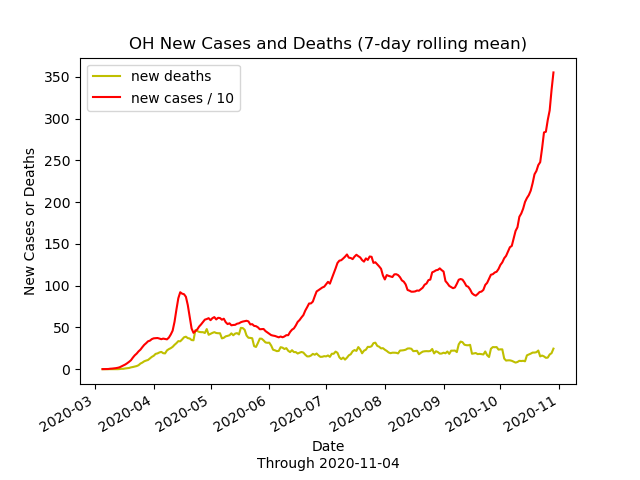 OH New Cases and Deaths (7-day rolling mean)
new deaths
new cases / 10
New Cases or Deaths
350
300
250
200
150
100
50
0
2020-03
2020-04
2020-05
2020-06
2020-07
2020-08
2020-09
2020-10
2020-11
Date
Through 2020-11-04